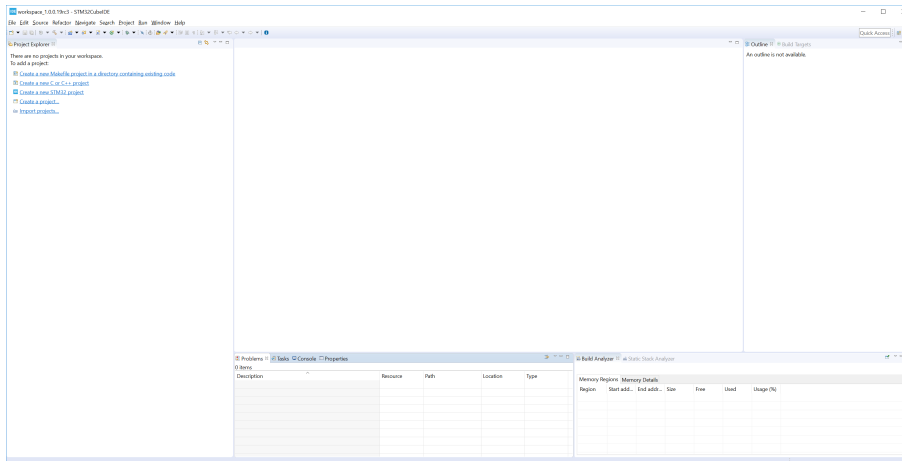 workspace_1.0.0.19rc3 - STM32CubeIDE
File Edit Source Refactor Navigate Search Project Run Window Help
Quick Access
Project Explorer
There are no projects in your workspace.
To add a project:
Create a new Makefile project in a directory containing existing code
Create a new C or C++ project
Create a new STM32 project
Create a project...
Import projects...
Outline Build Targets
An outline is not available.
Problems Tasks Console Properties
0 items
Description Resource Path Location Type
Build Analyzer Static Stack Analyzer
Memory Regions Memory Details
Region Start add... End addr... Size Free Used Usage (%)